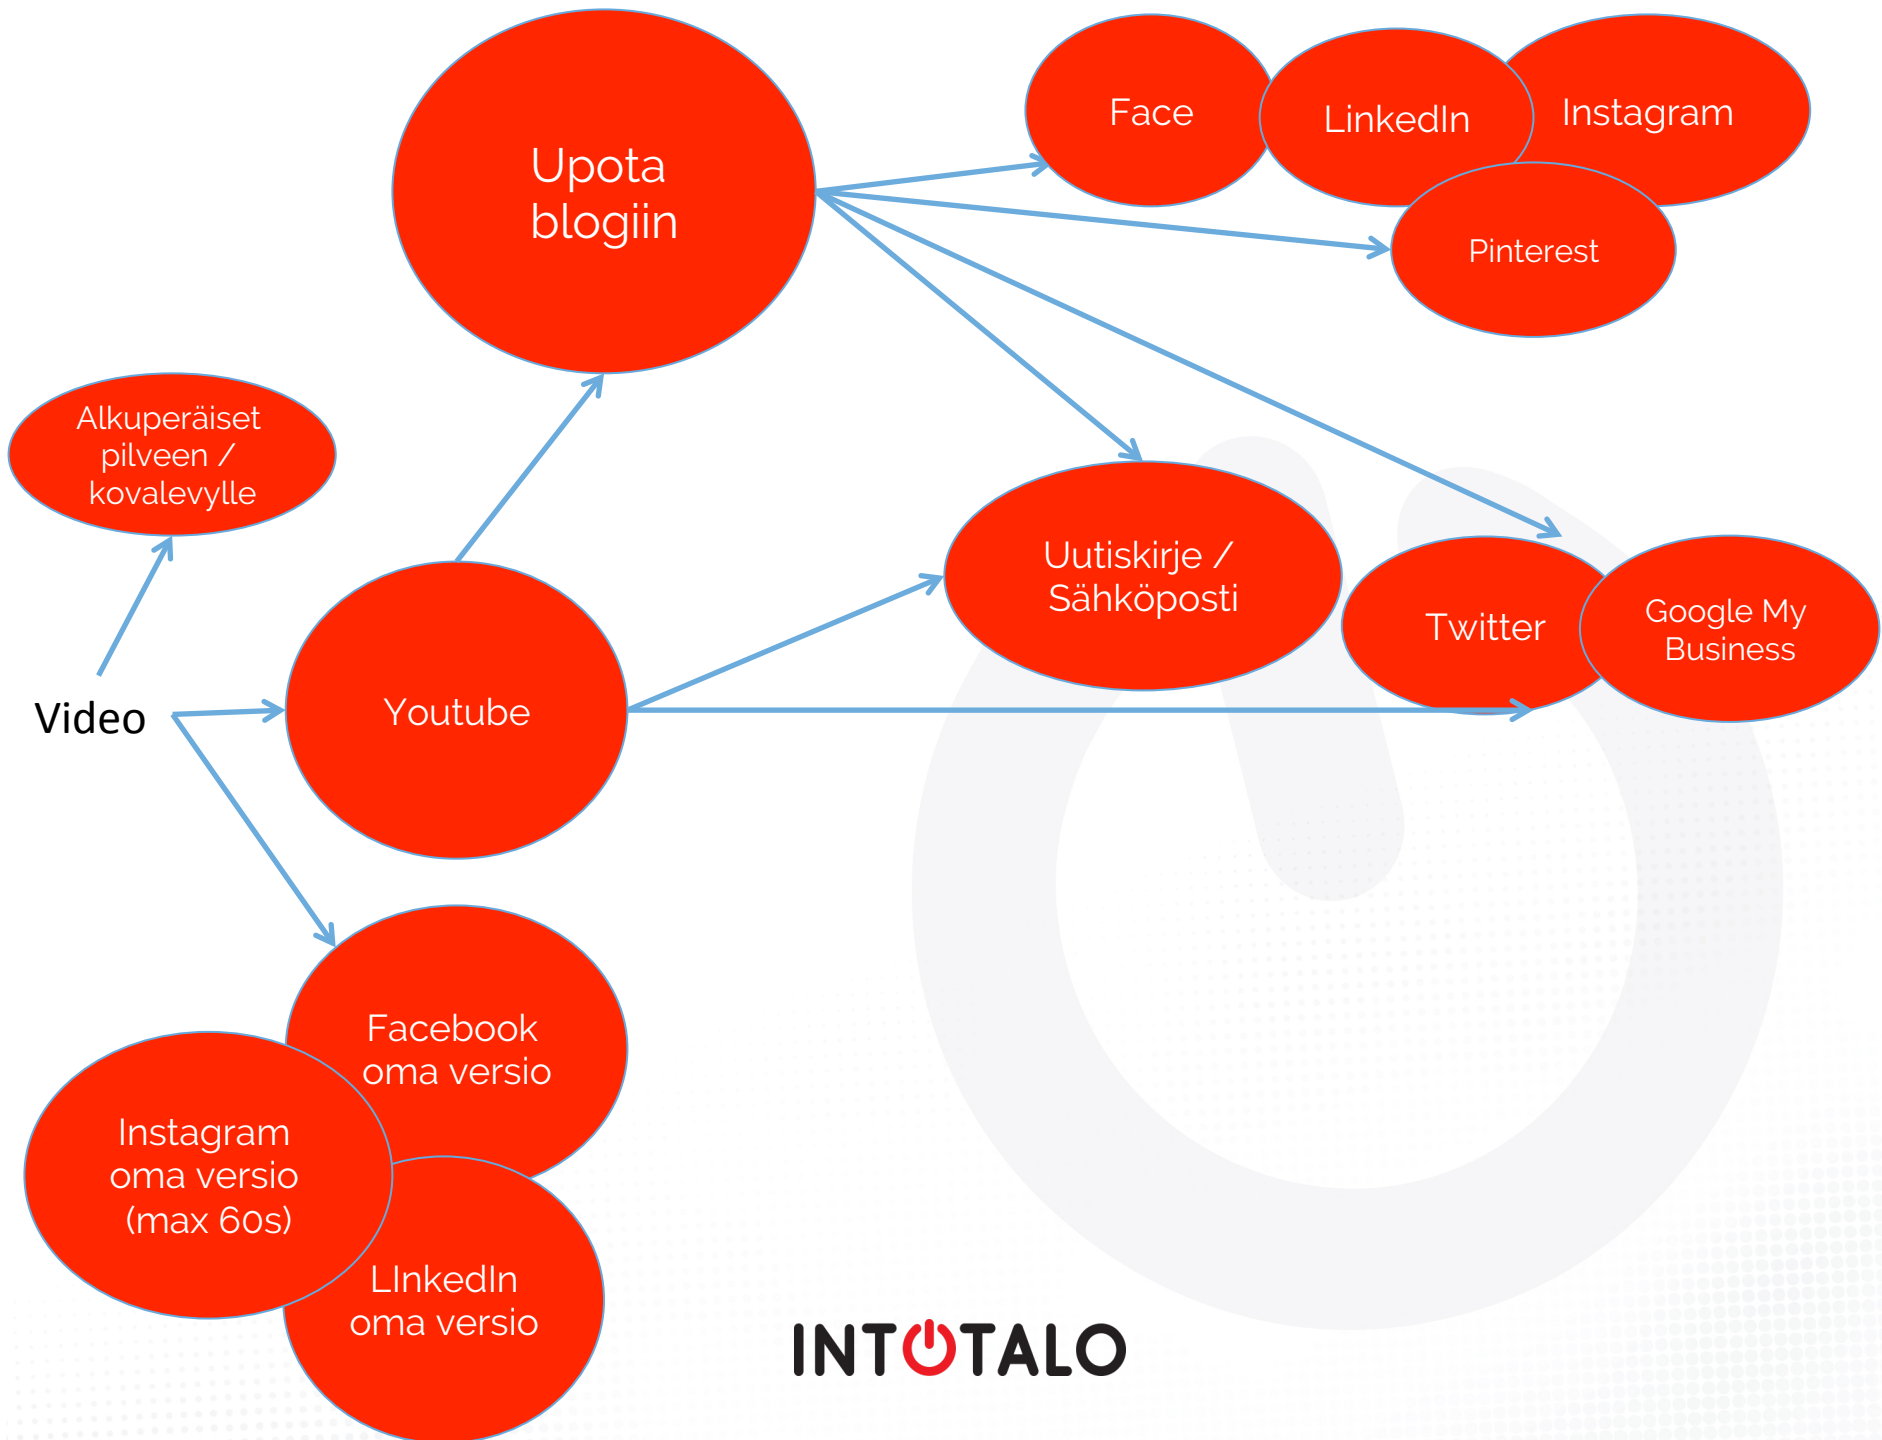 Upota
blogiin
Face
LinkedIn
Instagram
Pinterest
Alkuperäiset
pilveen /
kovalevylle
Uutiskirje /
Sähköposti
Twitter
Google My
Business
Video
Youtube
Facebook
oma versio
Instagram
oma versio
(max 60s)
LInkedIn
oma versio
INTOTALO